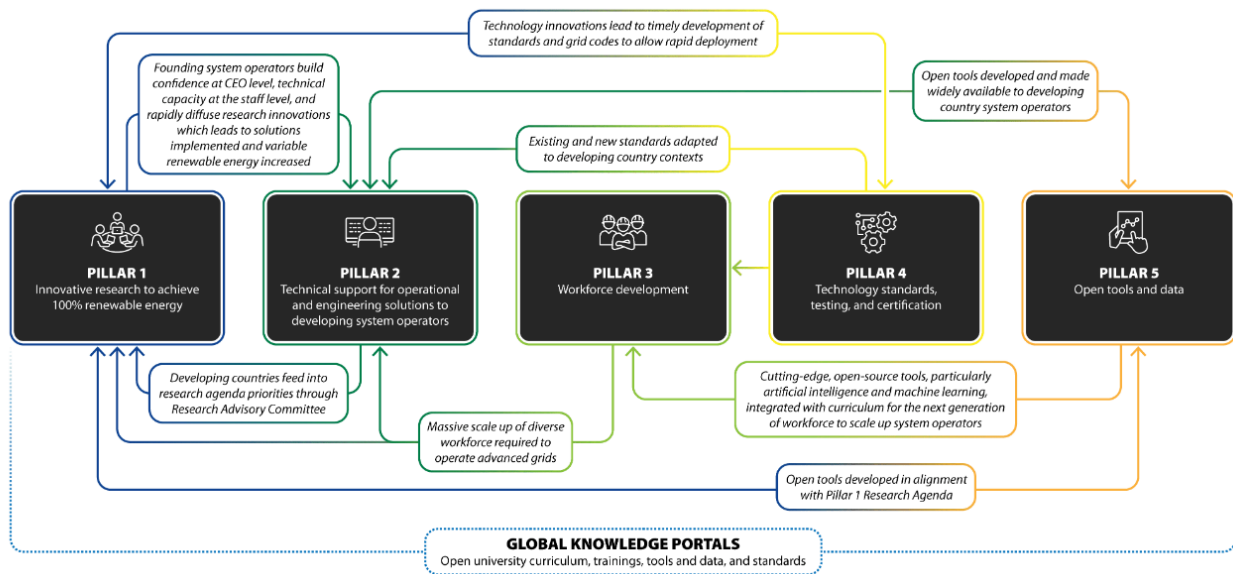 Technology innovations lead to timely development of
standards and grid codes to allow rapid deployment
Founding system operators build
confidence at CEO level, technical
capacity at the staff level, and
rapidly diffuse research innovations
which leads to solutions
implemented and variable
renewable energy increased
Open tools developed and made
widely available to developing
country system operators
Existing and new standards adapted
to developing country contexts
PILLAR 1
Innovative research to achieve
100% renewable energy
PILLAR 2
Technical support for operational
and engineering solutions to
developing system operators
PILLAR 3
Workforce development
PILLAR 4
Technology standards,
testing, and certification
PILLAR 5
Open tools and data
Developing countries feed into
research agenda priorities through
Research Advisory Committee
Cutting-edge, open-source tools, particularly
artificial intelligence and machine learning,
integrated with curriculum for the next generation
of workforce to scale up system operators
Massive scale up of diverse
workforce required to
operate advanced grids
Open tools developed in alignment
with Pillar 1 Research Agenda
GLOBAL KNOWLEDGE PORTALS
Open university curriculum, trainings, tools and data, and standards